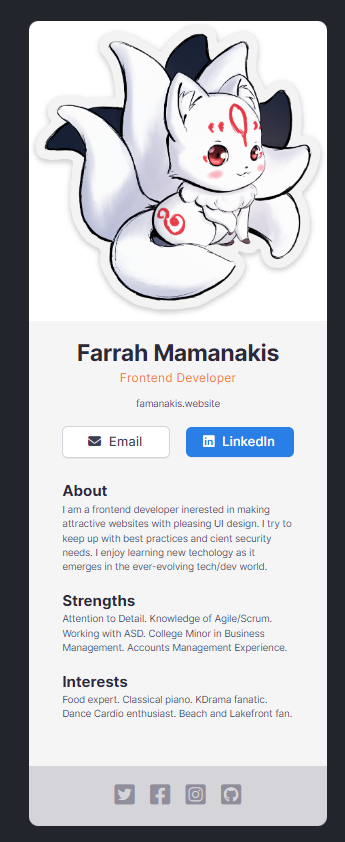 Farrah Mamanakis
Frontend Developer
famanakis.website
Email
LinkedIn
About
I am a frontend developer inerested in making
attractive websites with pleasing UI design. I try to
keep up with best practices and cient security
needs. I enjoy learning new techology as it
emerges in the ever-evolving tech/dev world.
Strengths
Attention to Detail. Knowledge of Agile/Scrum.
Working with ASD. College Minor in Business
Management. Accounts Management Experience.
Interests
Food expert. Classical piano. KDrama fanatic.
Dance Cardio enthusiast. Beach and Lakefront fan.